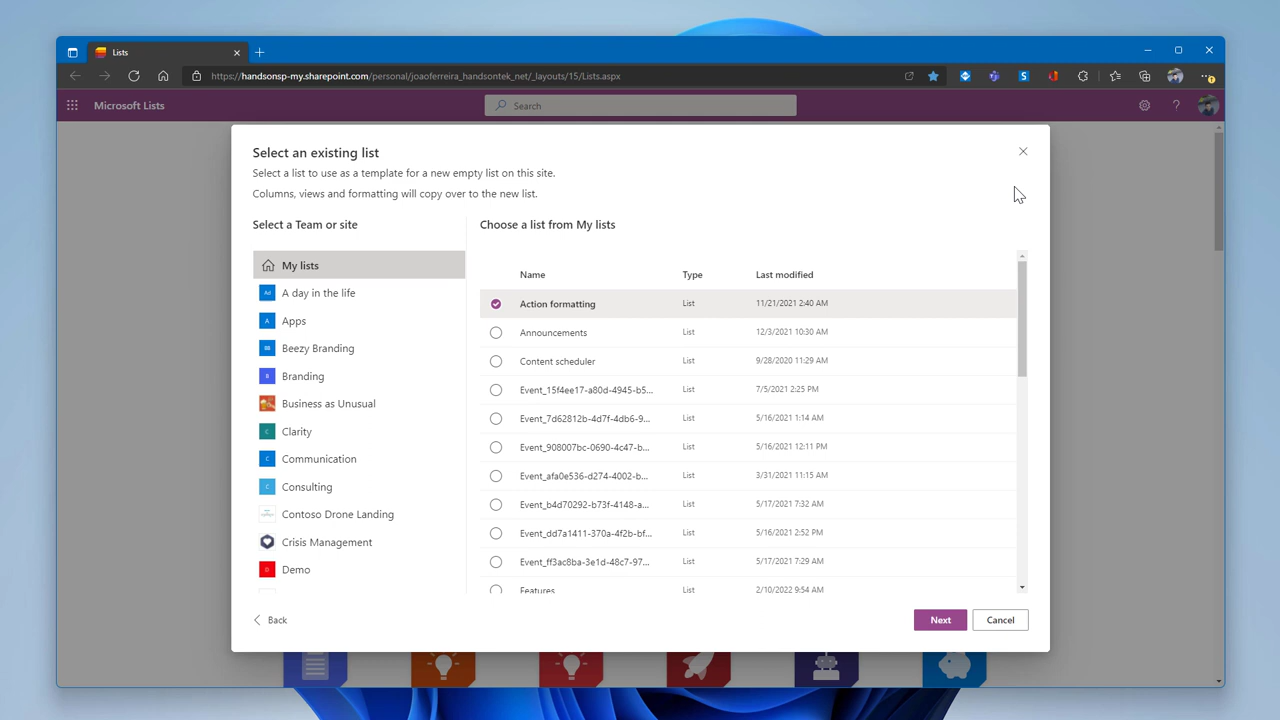 Lists
https://handsonsp-my.sharepoint.com/personal/joaoferreira_handsontek_net/_layouts/15/Lists.aspx
Microsoft Lists
Search
Select an existing list
Select a list to use as a template for a new empty list on this site.
Columns, views and formatting will copy over to the new list.
Select a Team or site
My lists
Ad A day in the life
A Apps
BB Beezy Branding
B Branding
Business as Unusual
C Clarity
C Communication
C Consulting
Contoso Drone Landing
Crisis Management
D Demo
Choose a list from My lists
Name Type Last modified
Action formatting List 11/21/2021 2:40 AM
Announcements List 12/3/2021 10:30 AM
Content scheduler List 9/28/2020 11:29 AM
Event_15f4ee17-a80d-4945-b5... List 7/5/2021 2:25 PM
Event_7d62812b-4d7f-4db6-9... List 5/16/2021 1:14 AM
Event_908007bc-0690-4c47-b... List 5/16/2021 12:11 PM
Event_afa0e536-d274-4002-b... List 3/31/2021 11:15 AM
Event_b4d70292-b73f-4148-a... List 5/17/2021 7:32 AM
Event_dd7a1411-370a-4f2b-bf... List 5/16/2021 2:52 PM
Event_ff3ac8ba-3e1d-48c7-97... List 5/17/2021 7:29 AM
Features List 2/10/2022 9:54 AM
Back
Next
Cancel